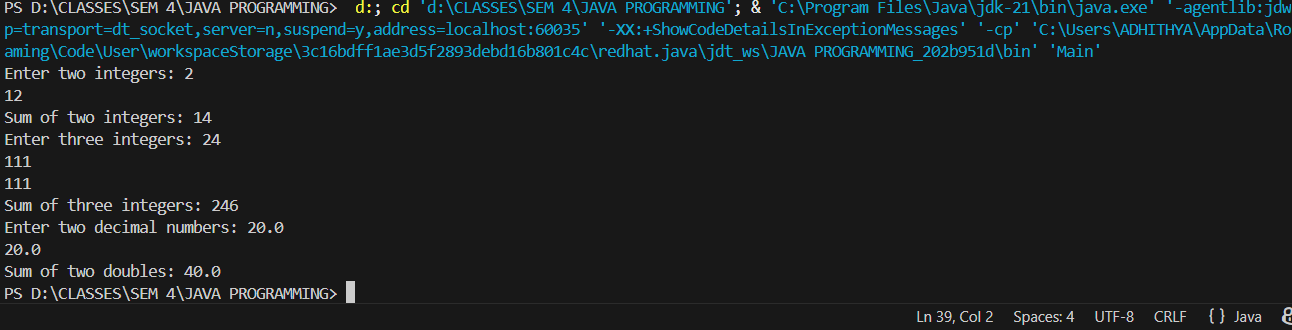 PS D:\CLASSES\SEM 4\JAVA PROGRAMMING>  d:; cd 'd:\CLASSES\SEM 4\JAVA PROGRAMMING'; & 'C:\Program Files\Java\jdk-21\bin\java.exe' '-agentlib:jdw
p=transport=dt_socket,server=n,suspend=y,address=localhost:60035' '-XX:+ShowCodeDetailsInExceptionMessages' '-cp' 'C:\Users\ADHITHYA\AppData\Ro
aming\Code\User\workspaceStorage\3c16bdff1ae3d5f2893debd16b801c4c\redhat.java\jdt_ws\JAVA PROGRAMMING_202b951d\bin' 'Main'
Enter two integers: 2
12
Sum of two integers: 14
Enter three integers: 24
111
111
Sum of three integers: 246
Enter two decimal numbers: 20.0
20.0
Sum of two doubles: 40.0
PS D:\CLASSES\SEM 4\JAVA PROGRAMMING>
Ln 39, Col 2 Spaces: 4 UTF-8 CRLF {} Java